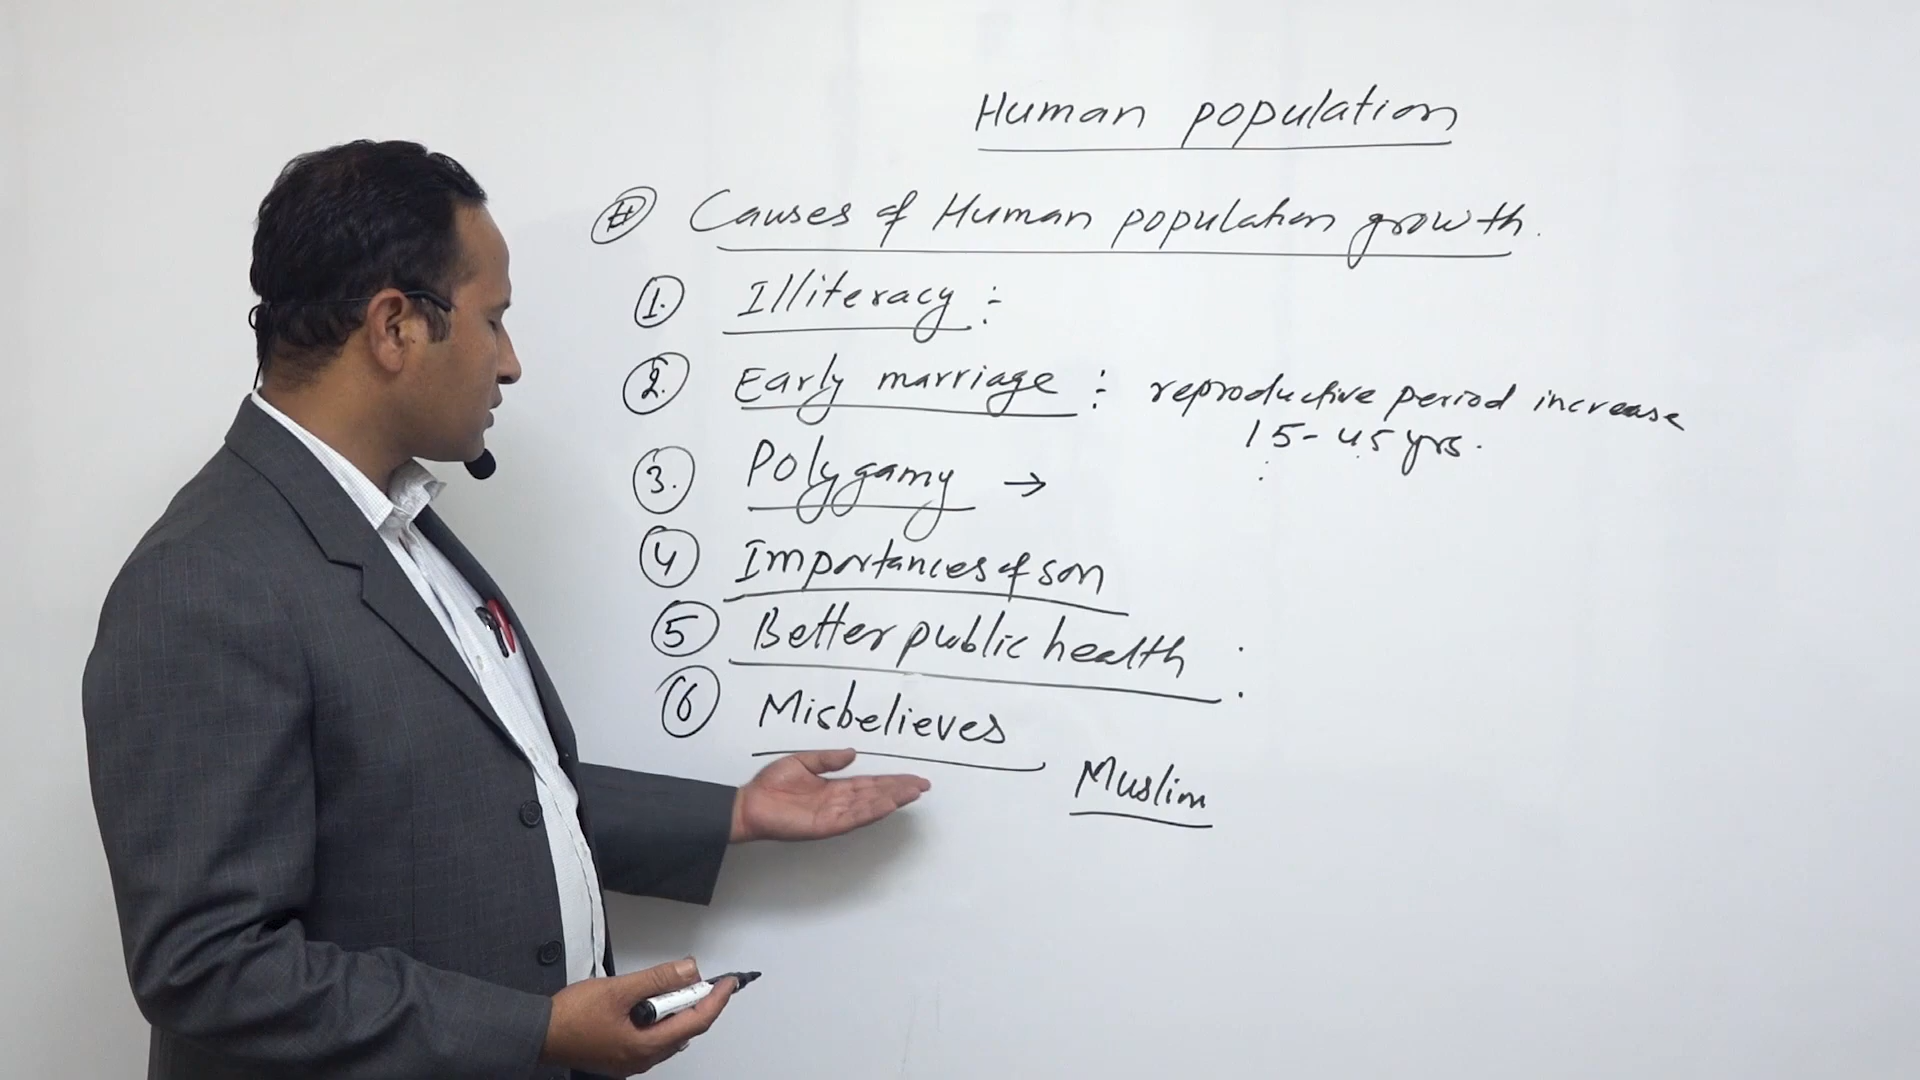 Human population
# Causes of Human population growth.
1. Illiteracy :-
2. Early marriage : reproductive period increase
15-45 yrs.
3. Polygamy →
4 Importances of son
5 Better public health :
6 Misbelieves
Muslim